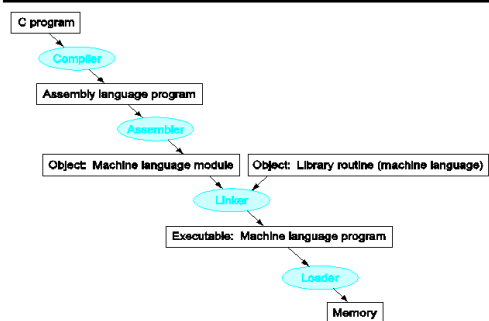 C program
Compiler
Assembly language program
Assembler
Object: Machine language module
Object: Library routine (machine language)
Linker
Executable: Machine language program
Loader
Memory